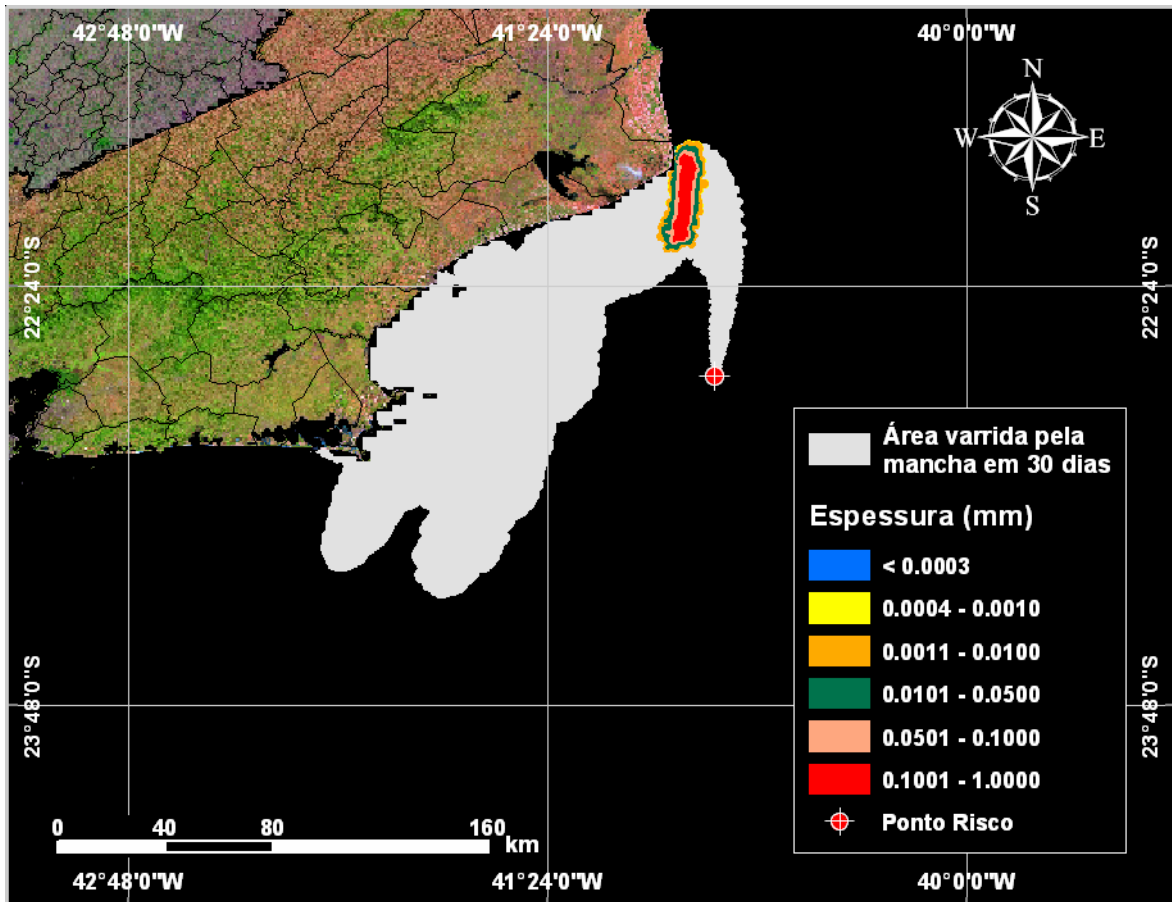 42°48'0"W 41°24'0"W 40°0'0"W
N
W E
S
22°24'0"S 22°24'0"S
Área varrida pela
mancha em 30 dias
Espessura (mm)
< 0.0003
0.0004 - 0.0010
0.0011 - 0.0100
0.0101 - 0.0500
0.0501 - 0.1000
0.1001 - 1.0000
Ponto Risco
23°48'0"S 23°48'0"S
0 40 80 160
km
42°48'0"W 41°24'0"W 40°0'0"W